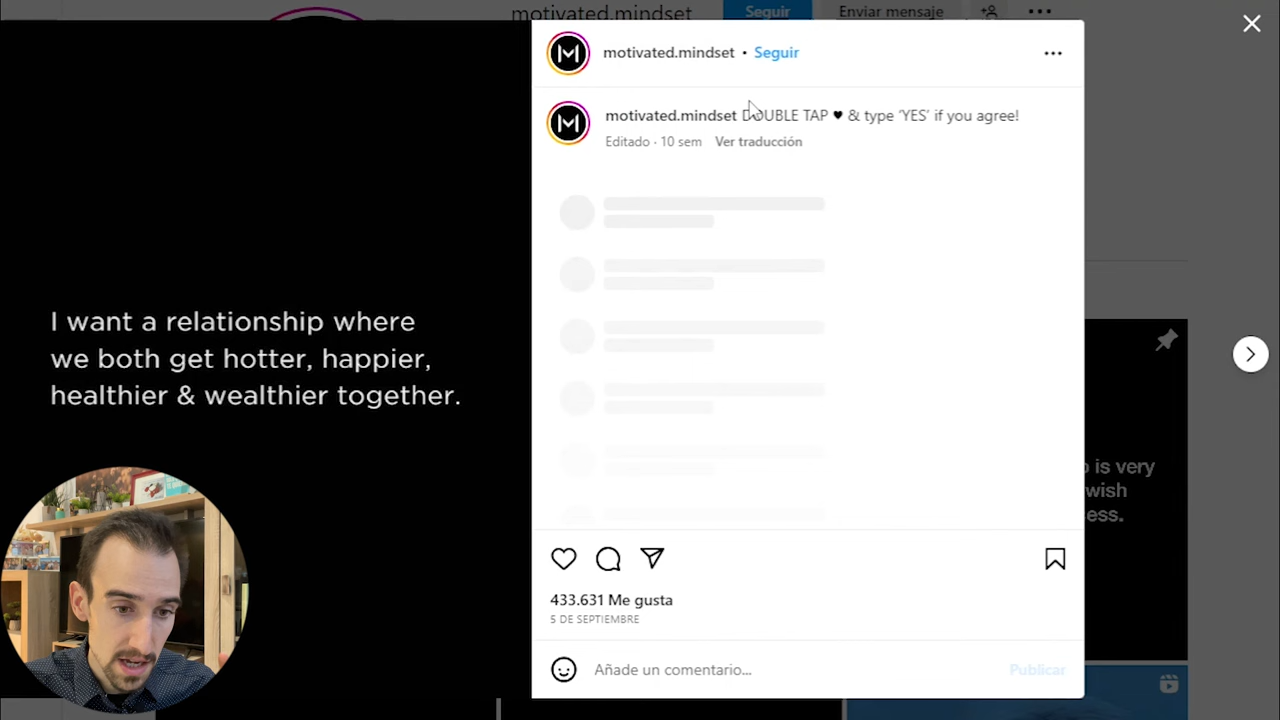 motivated.mindset
Seguir
Enviar mensaje
motivated.mindset • Seguir
motivated.mindset DOUBLE TAP ♥ & type ‘YES’ if you agree!
Editado · 10 sem Ver traducción
I want a relationship where
we both get hotter, happier,
healthier & wealthier together.
is very
wish
ess.
433.631 Me gusta
5 DE SEPTIEMBRE
Añade un comentario...
Publicar